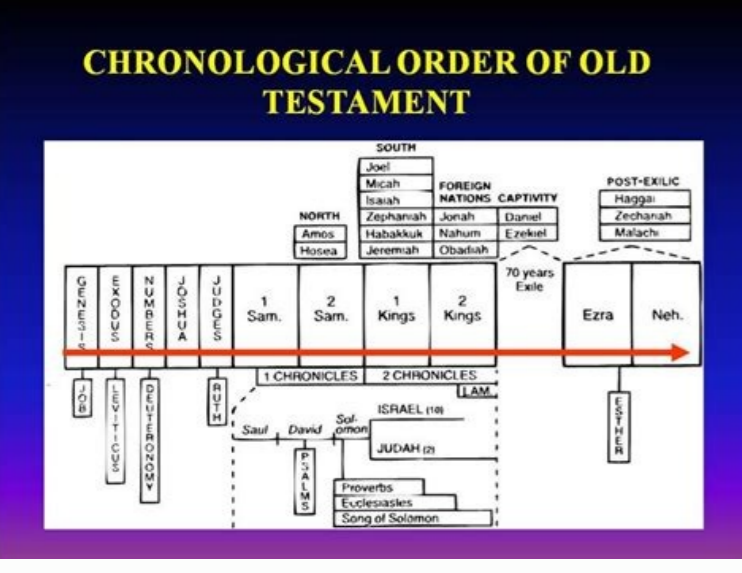 CHRONOLOGICAL ORDER OF OLD
TESTAMENT
SOUTH
Joel
Micah
Isaiah
Zephaniah
Habakkuk
Jeremiah
NORTH
Amos
Hosea
FOREIGN
NATIONS
Jonah
Nahum
Obadiah
CAPTIVITY
Daniel
Ezekiel
POST-EXILIC
Haggai
Zechariah
Malachi
GENESIS
EXODUS
NUMBERS
JOSHUA
JUDGES
1
Sam.
2
Sam.
1
Kings
2
Kings
70 years
Exile
Ezra
Neh.
1 CHRONICLES
2 CHRONICLES
LAM.
JOB
LEVITICUS
DEUTERONOMY
RUTH
ESTHER
Saul
David
Sol-
omon
ISRAEL (10)
JUDAH (2)
PSALMS
Proverbs
Ecclesiastes
Song of Solomon